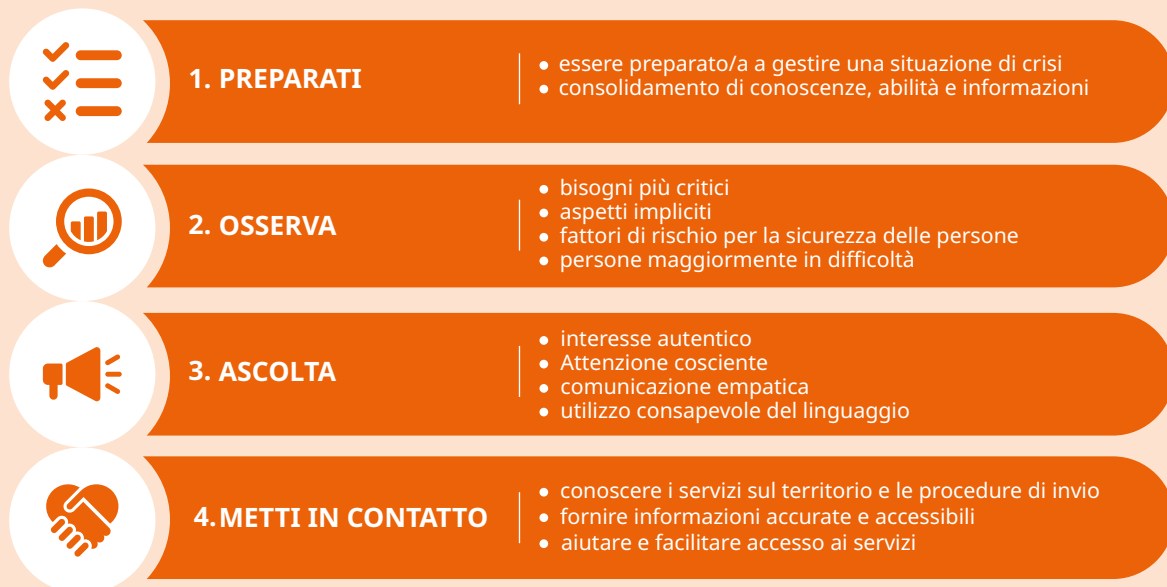 1. PREPARATI
• essere preparato/a a gestire una situazione di crisi
• consolidamento di conoscenze, abilità e informazioni
2. OSSERVA
• bisogni più critici
• aspetti impliciti
• fattori di rischio per la sicurezza delle persone
• persone maggiormente in difficoltà
3. ASCOLTA
• interesse autentico
• Attenzione cosciente
• comunicazione empatica
• utilizzo consapevole del linguaggio
4. METTI IN CONTATTO
• conoscere i servizi sul territorio e le procedure di invio
• fornire informazioni accurate e accessibili
• aiutare e facilitare accesso ai servizi